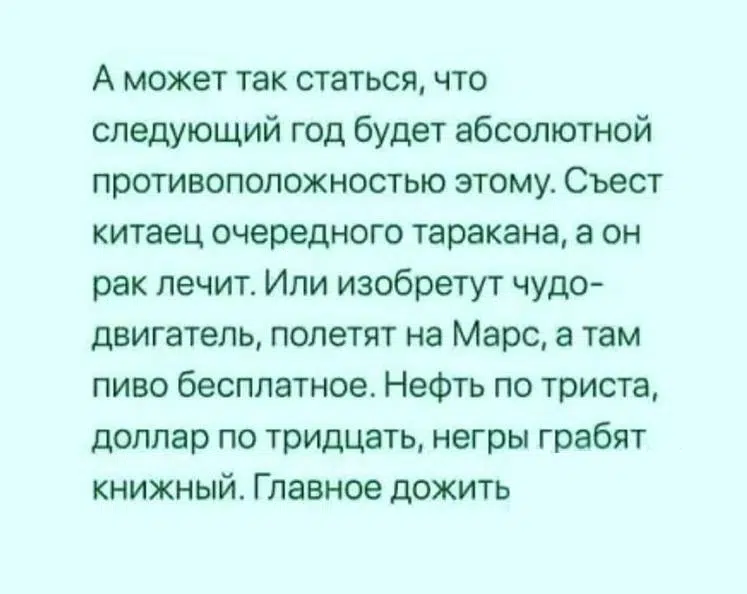 А может так статься, что
следующий год будет абсолютной
противоположностью этому. Съест
китаец очередного таракана, а он
рак лечит. Или изобретут чудо-
двигатель, полетят на Марс, а там
пиво бесплатное. Нефть по триста,
доллар по тридцать, негры грабят
книжный. Главное дожить